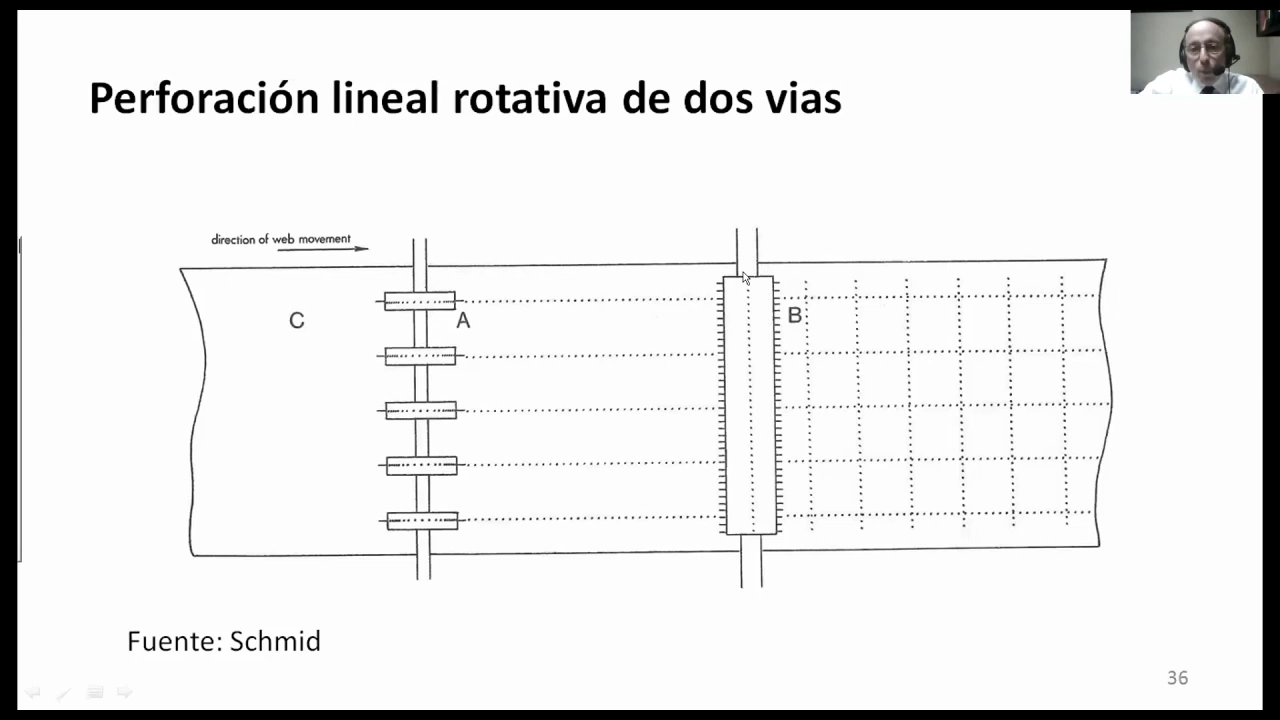 Perforación lineal rotativa de dos vias
direction of web movement
C
A
B
Fuente: Schmid
36